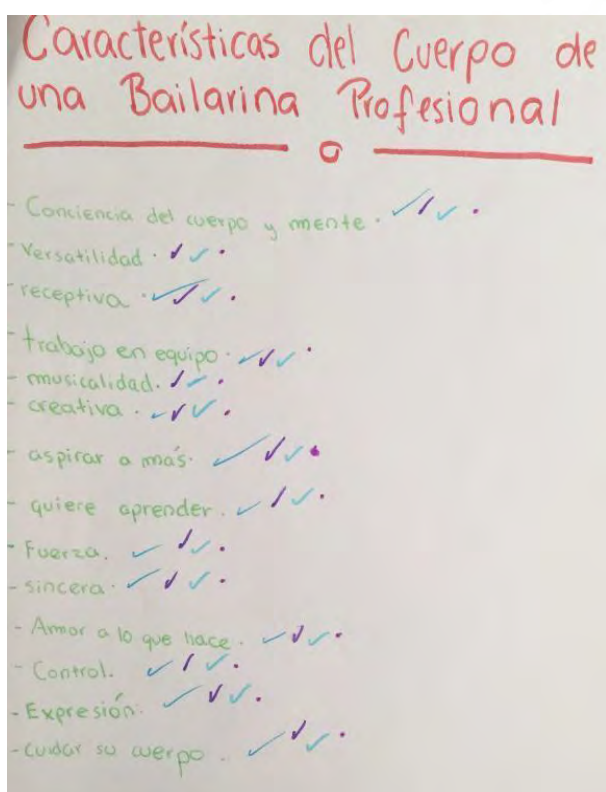 Características del Cuerpo de
una Bailarina Profesional
- Conciencia del cuerpo y mente.
- Versatilidad.
- receptiva.
- trabajo en equipo.
- musicalidad.
- creativa.
- aspirar a más.
- quiere aprender.
- Fuerza.
- sincera.
- Amor a lo que hace.
- Control.
- Expresión.
- cuidar su cuerpo.